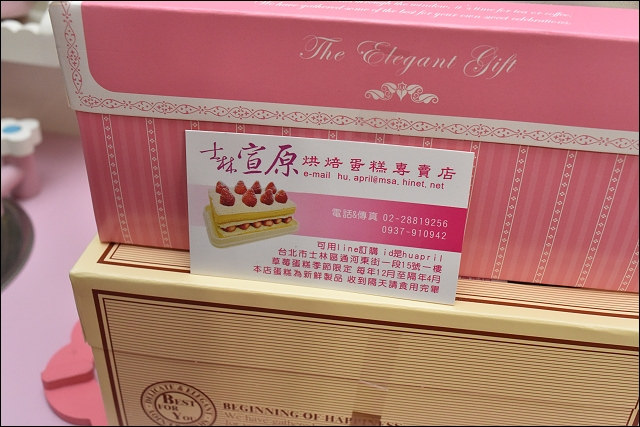 The Elegant Gift
士林宣原烘焙蛋糕專賣店
e-mail hu.april@msa.hinet.net
電話&傳真 02-28819256
0937-910942
可用line訂購 id是huapril
台北市士林區通河東街一段15號一樓
草莓蛋糕季節限定 每年12月至隔年4月
本店蛋糕為新鮮製品 收到隔天請食用完畢
DELICATE & ELEGANT
BEST
FOR
YOU
BEGINNING OF HAPPINESS